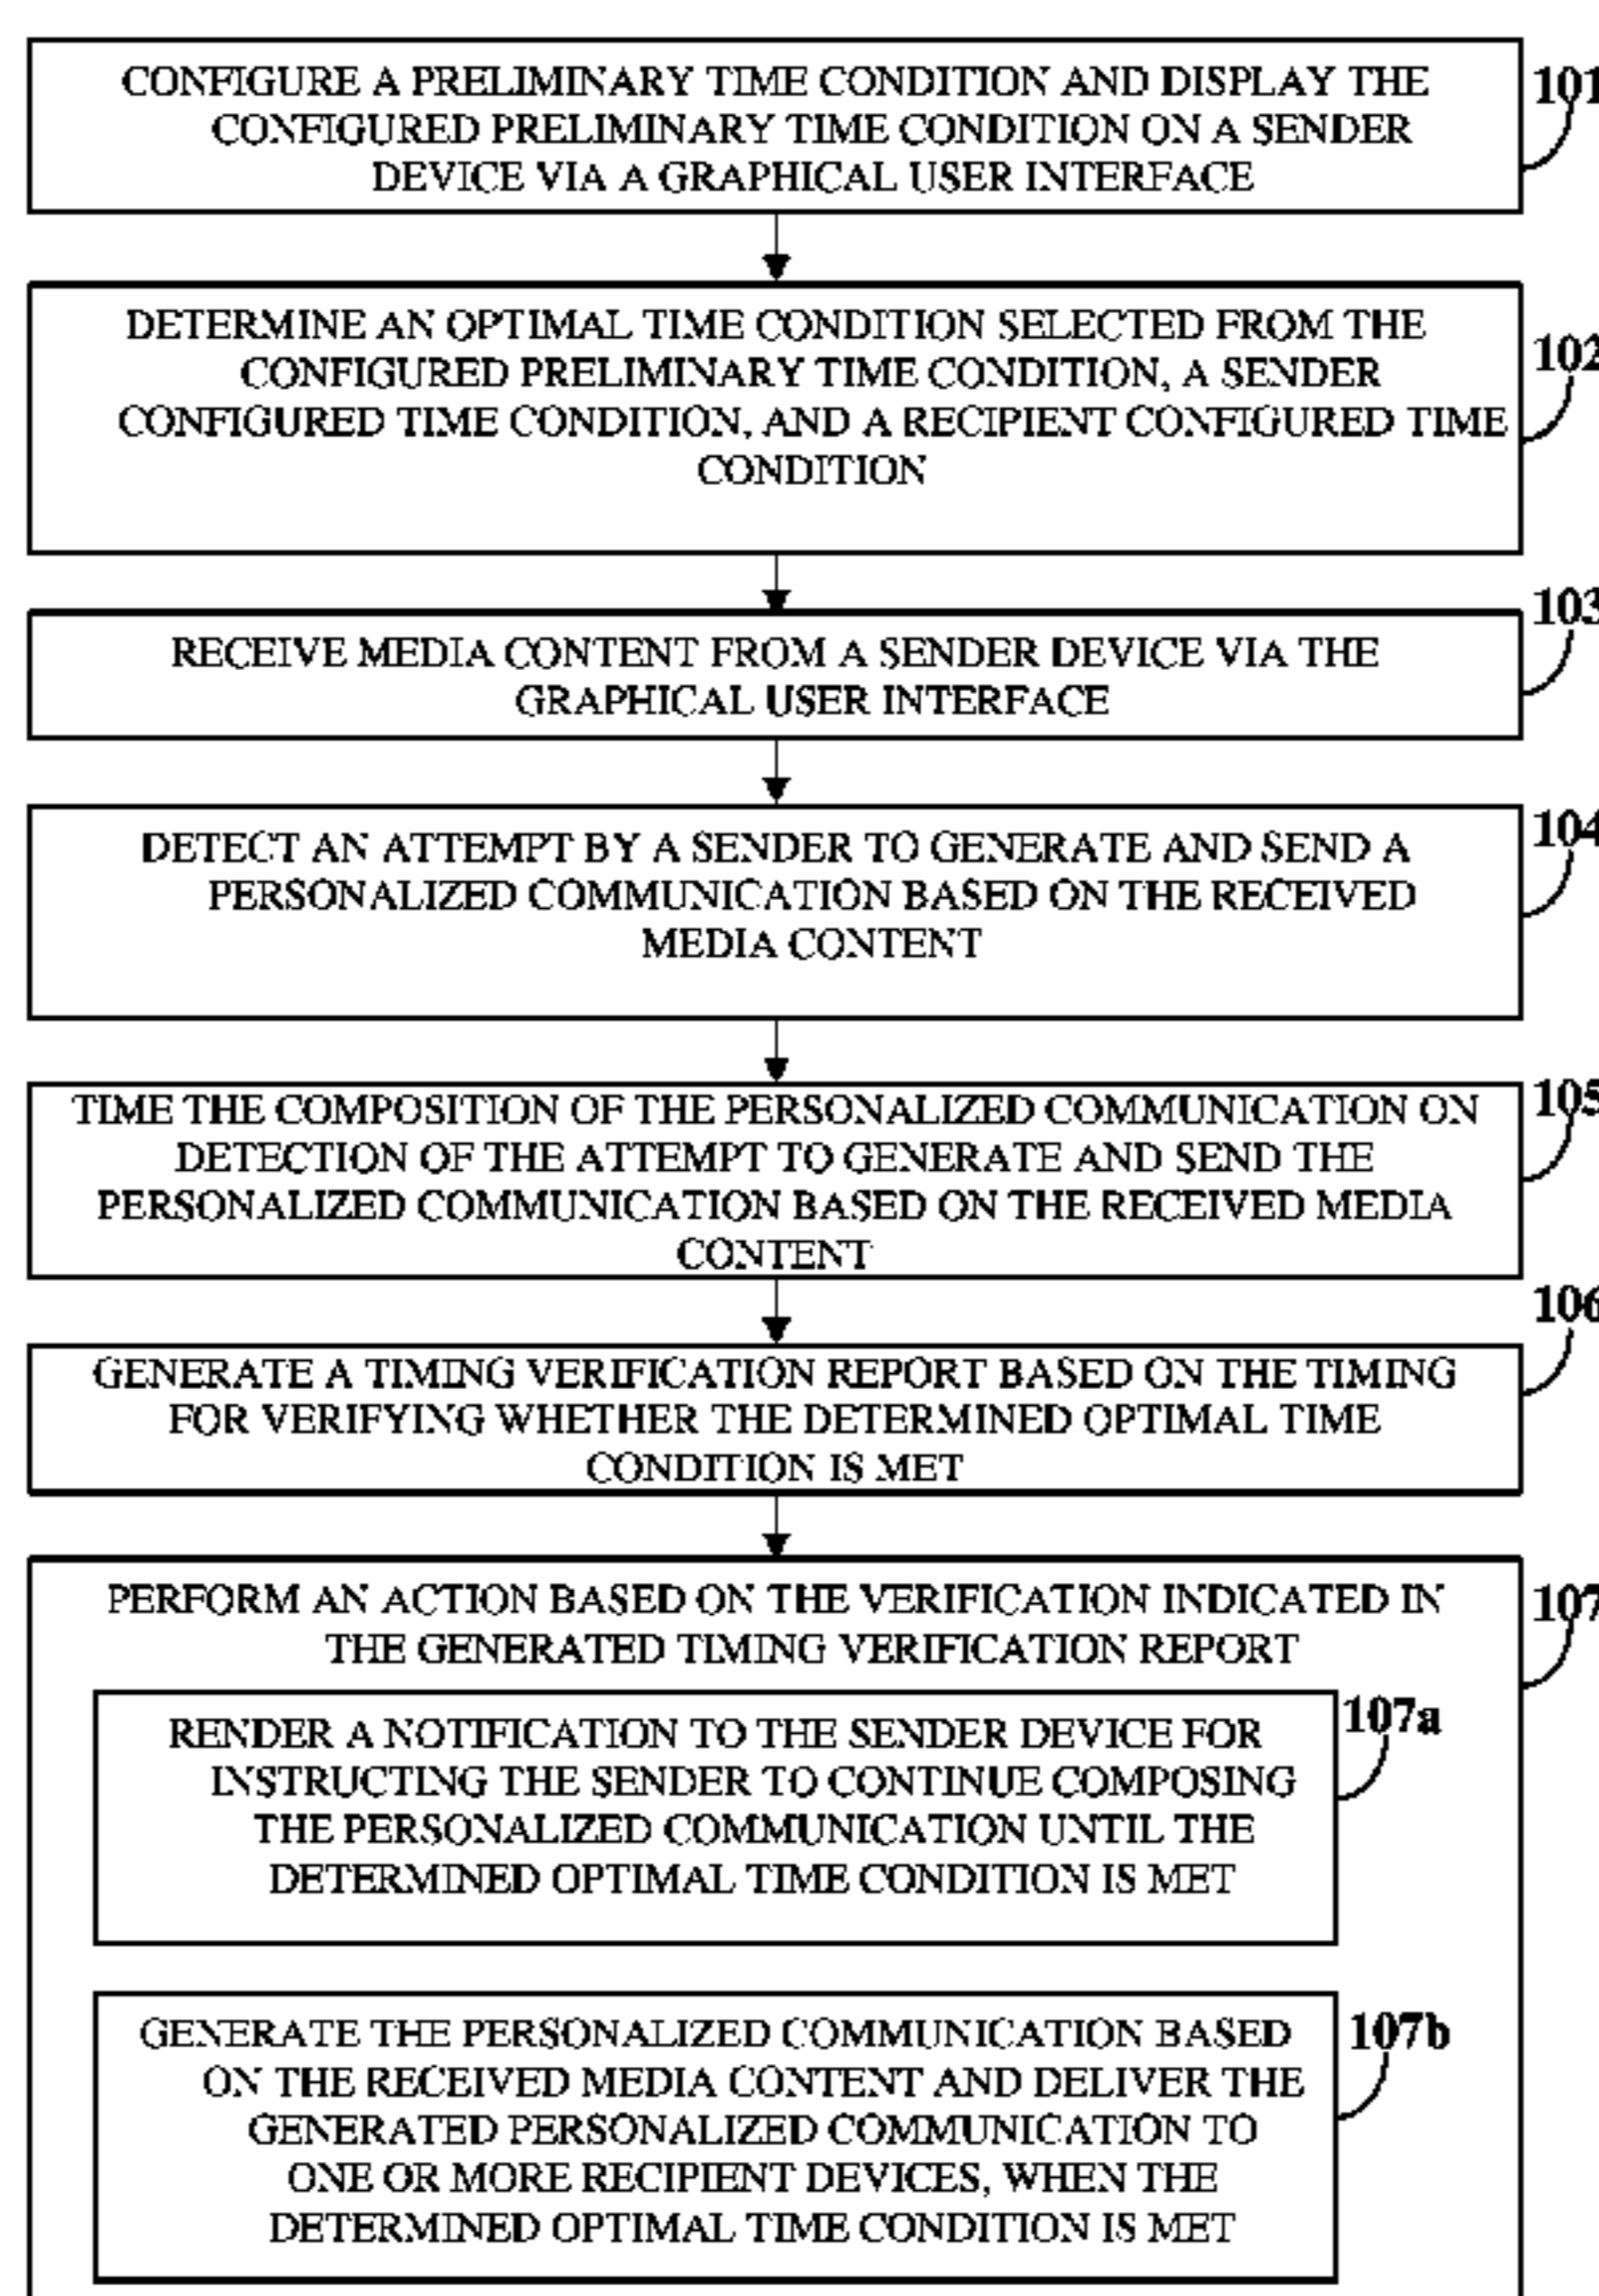 CONFIGURE A PRELIMINARY TIME CONDITION AND DISPLAY THE
CONFIGURED PRELIMINARY TIME CONDITION ON A SENDER
DEVICE VIA A GRAPHICAL USER INTERFACE
101
DETERMINE AN OPTIMAL TIME CONDITION SELECTED FROM THE
CONFIGURED PRELIMINARY TIME CONDITION, A SENDER
CONFIGURED TIME CONDITION, AND A RECIPIENT CONFIGURED TIME
CONDITION
102
RECEIVE MEDIA CONTENT FROM A SENDER DEVICE VIA THE
GRAPHICAL USER INTERFACE
103
DETECT AN ATTEMPT BY A SENDER TO GENERATE AND SEND A
PERSONALIZED COMMUNICATION BASED ON THE RECEIVED
MEDIA CONTENT
104
TIME THE COMPOSITION OF THE PERSONALIZED COMMUNICATION ON
DETECTION OF THE ATTEMPT TO GENERATE AND SEND THE
PERSONALIZED COMMUNICATION BASED ON THE RECEIVED MEDIA
CONTENT
105
GENERATE A TIMING VERIFICATION REPORT BASED ON THE TIMING
FOR VERIFYING WHETHER THE DETERMINED OPTIMAL TIME
CONDITION IS MET
106
PERFORM AN ACTION BASED ON THE VERIFICATION INDICATED IN
THE GENERATED TIMING VERIFICATION REPORT
107
RENDER A NOTIFICATION TO THE SENDER DEVICE FOR
INSTRUCTING THE SENDER TO CONTINUE COMPOSING
THE PERSONALIZED COMMUNICATION UNTIL THE
DETERMINED OPTIMAL TIME CONDITION IS MET
107a
GENERATE THE PERSONALIZED COMMUNICATION BASED
ON THE RECEIVED MEDIA CONTENT AND DELIVER THE
GENERATED PERSONALIZED COMMUNICATION TO
ONE OR MORE RECIPIENT DEVICES, WHEN THE
DETERMINED OPTIMAL TIME CONDITION IS MET
107b